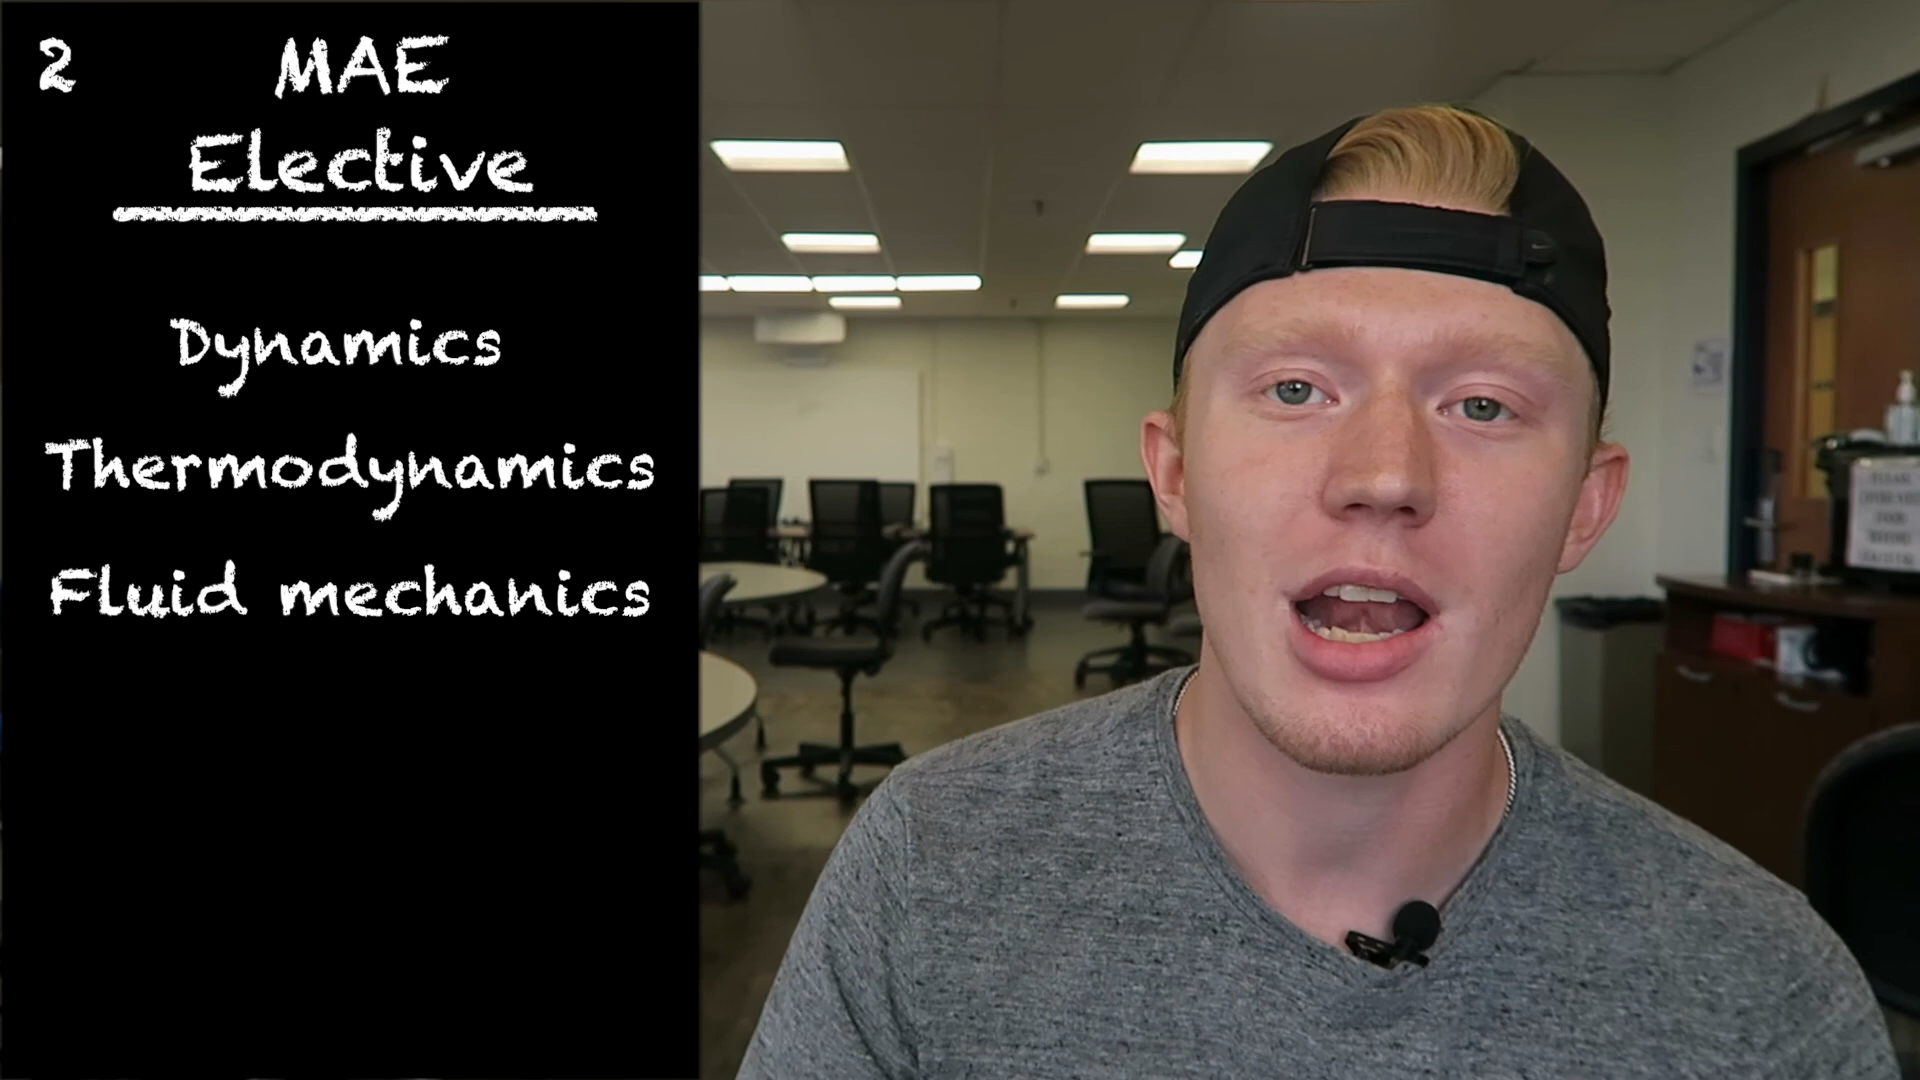 2
MAE
Elective
Dynamics
Thermodynamics
Fluid mechanics